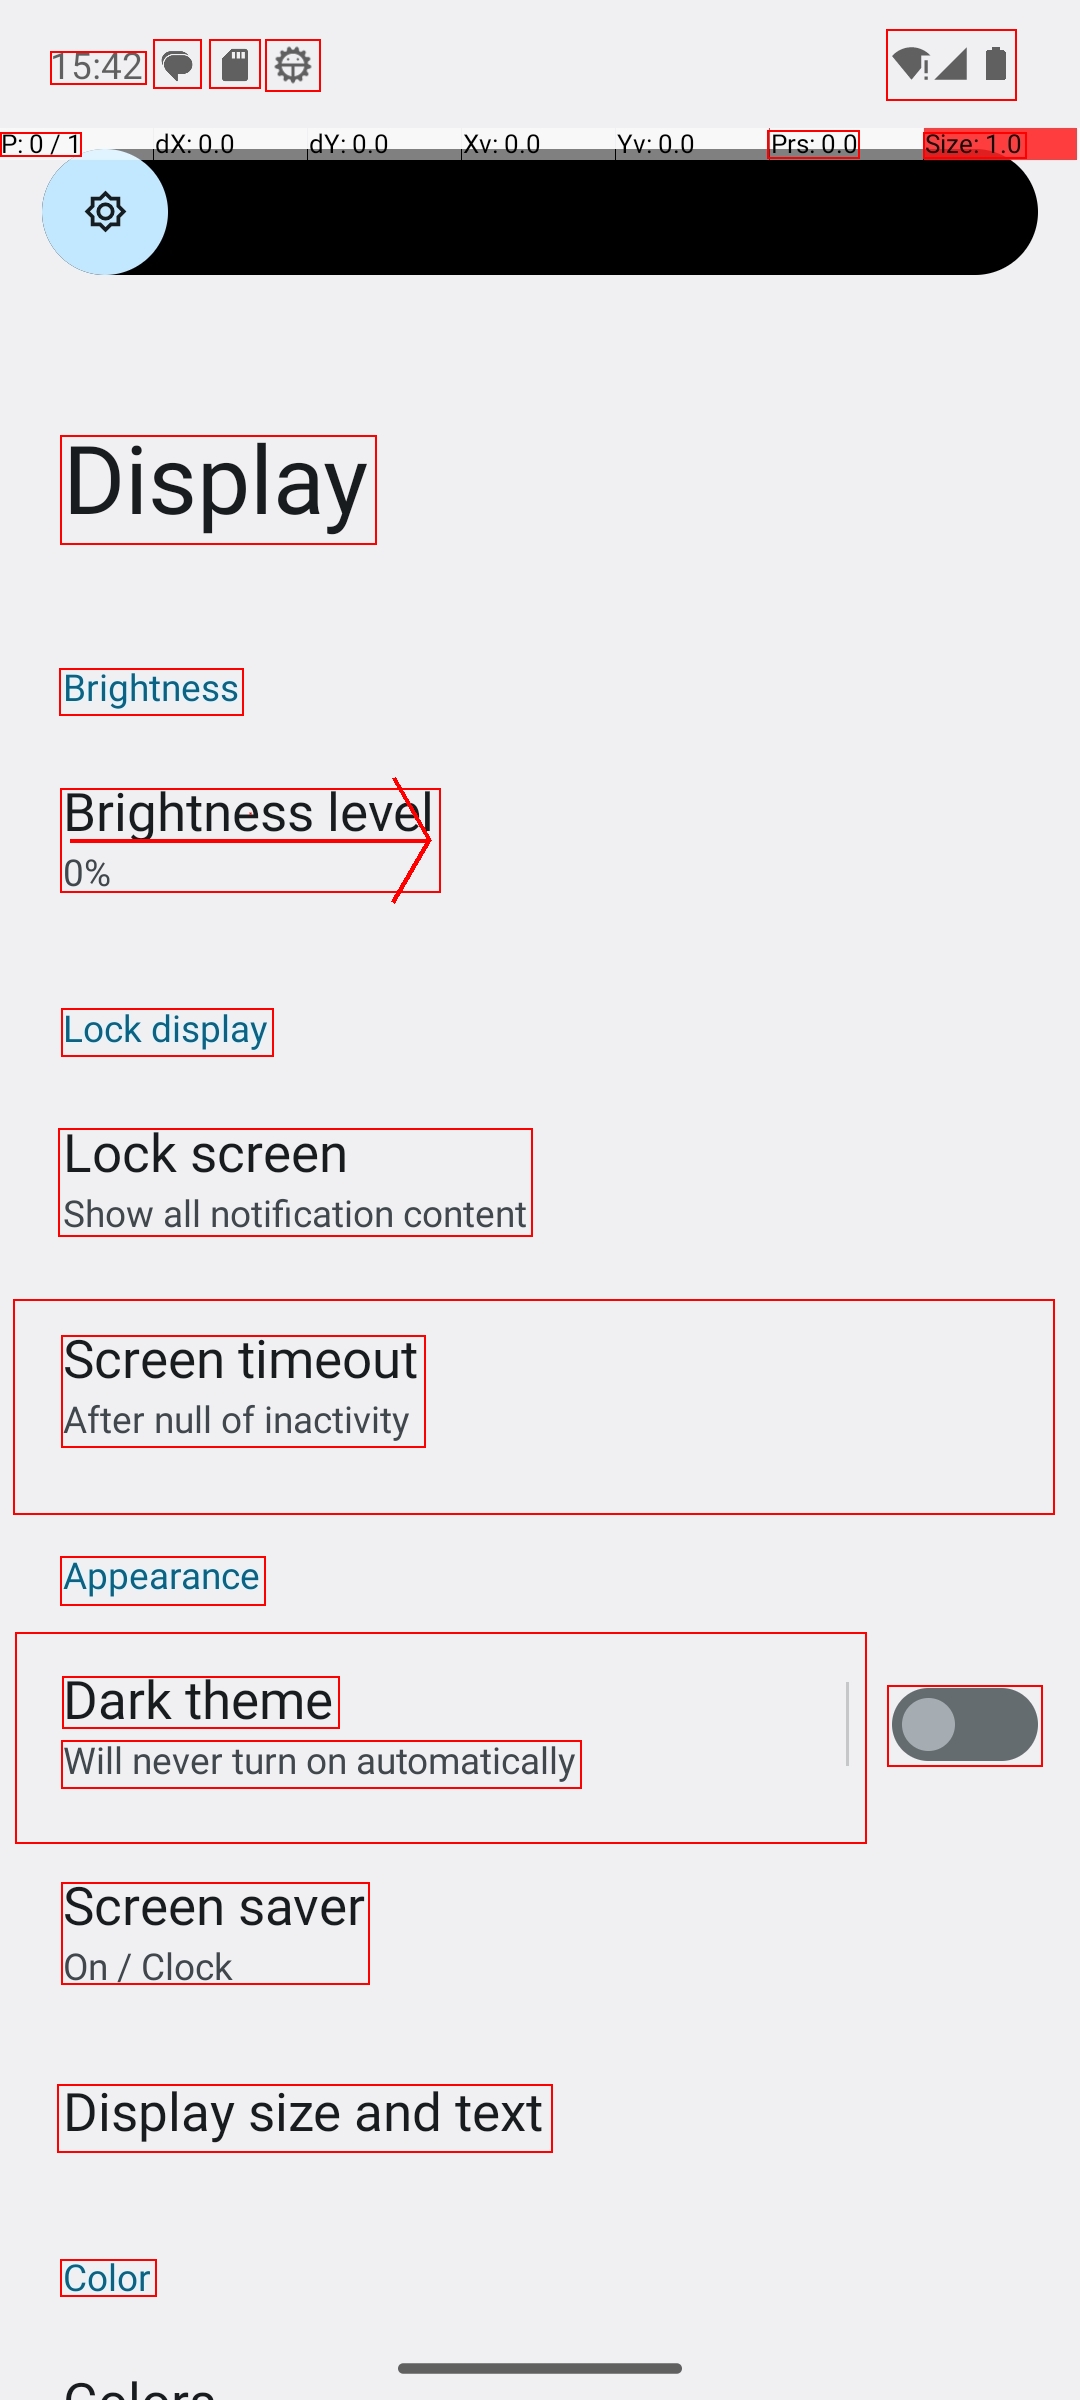 15:42
P: 0 / 1 dX: 0.0 dY: 0.0 Xv: 0.0 Yv: 0.0 Prs: 0.0 Size: 1.0
Display
Brightness
Brightness level
0%
Lock display
Lock screen
Show all notification content
Screen timeout
After null of inactivity
Appearance
Dark theme
Will never turn on automatically
Screen saver
On / Clock
Display size and text
Color
Colors